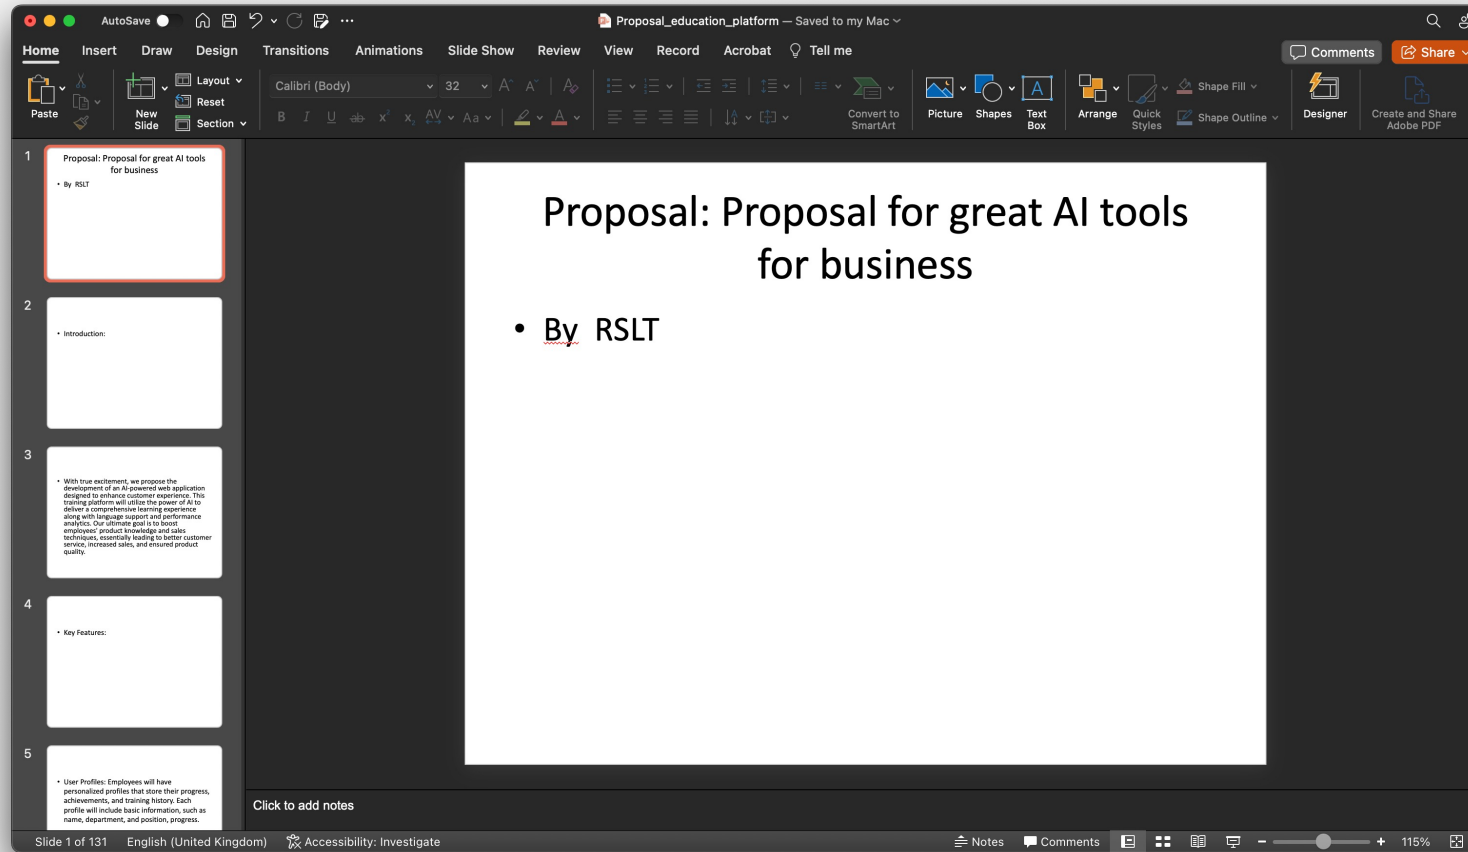 AutoSave
Proposal_education_platform — Saved to my Mac
Home Insert Draw Design Transitions Animations Slide Show Review View Record Acrobat Tell me
Comments Share
Paste
New Slide
Layout
Reset
Section
Calibri (Body) 32
B I U ab x² x₂ AV Aa A
Convert to SmartArt
Picture
Shapes
Text Box
Arrange
Quick Styles
Shape Fill
Shape Outline
Designer
Create and Share Adobe PDF
1
Proposal: Proposal for great AI tools
for business
• By RSLT
2
• Introduction:
3
• With true excitement, we propose the
development of an AI-powered web application
designed to enhance customer experience. This
training platform will utilize the power of AI to
deliver a comprehensive learning experience
along with language support and performance
analytics. Our ultimate goal is to boost
employees' product knowledge and sales
techniques, essentially leading to better customer
service, increased sales, and ensured product
quality.
4
• Key Features:
5
• User Profiles: Employees will have
personalized profiles that store their progress,
achievements, and training history. Each
profile will include basic information, such as
name, department, and position, progress.
Proposal: Proposal for great AI tools
for business
• By  RSLT
Click to add notes
Slide 1 of 131 English (United Kingdom) Accessibility: Investigate
Notes Comments 115%